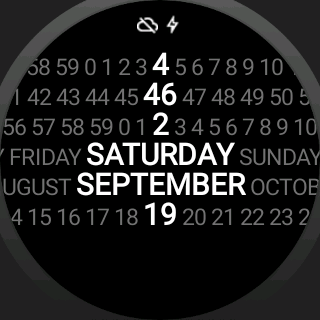 58 59 0 1 2 3 4 5 6 7 8 9 10
1 42 43 44 45 46 47 48 49 50 5
56 57 58 59 0 1 2 3 4 5 6 7 8 9 10
FRIDAY SATURDAY SUNDAY
UGUST SEPTEMBER OCTOB
4 15 16 17 18 19 20 21 22 23 2